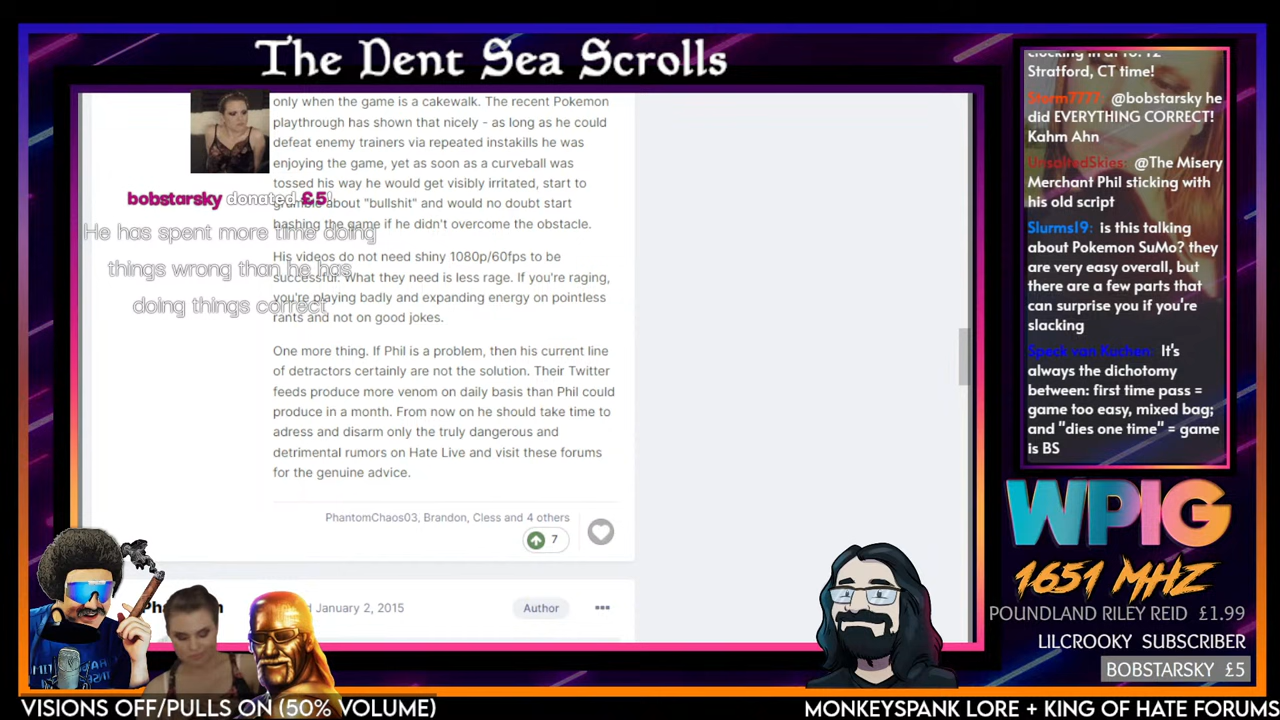 The Dent Sea Scrolls
only when the game is a cakewalk. The recent Pokemon
playthrough has shown that nicely - as long as he could
defeat enemy trainers via repeated instakills he was
enjoying the game, yet as soon as a curveball was
tossed his way he would get visibly irritated, start to
grumble about "bullshit" and would no doubt start
bashing the game if he didn't overcome the obstacle.
His videos do not need shiny 1080p/60fps to be
successful. What they need is less rage. If you're raging,
you're playing badly and expanding energy on pointless
rants and not on good jokes.
One more thing. If Phil is a problem, then his current line
of detractors certainly are not the solution. Their Twitter
feeds produce more venom on daily basis than Phil could
produce in a month. From now on he should take time to
adress and disarm only the truly dangerous and
detrimental rumors on Hate Live and visit these forums
for the genuine advice.
PhantomChaos03, Brandon, Cless and 4 others
7
January 2, 2015
Author
bobstarsky donated £5!
He has spent more time doing
things wrong than he has
doing things correct
Stratford, CT time!
Storm7777: @bobstarsky he
did EVERYTHING CORRECT!
Kahm Ahn
UnsaltedSkies: @The Misery
Merchant Phil sticking with
his old script
Slurms19: is this talking
about Pokemon SuMo? they
are very easy overall, but
there are a few parts that
can surprise you if you're
slacking
Speck van Kuchen: It's
always the dichotomy
between: first time pass =
game too easy, mixed bag;
and "dies one time" = game
is BS
WPIG
1651 MHZ
POUNDLAND RILEY REID £1.99
LILCROOKY SUBSCRIBER
BOBSTARSKY £5
VISIONS OFF/PULLS ON (50% VOLUME)
MONKEYSPANK LORE + KING OF HATE FORUMS